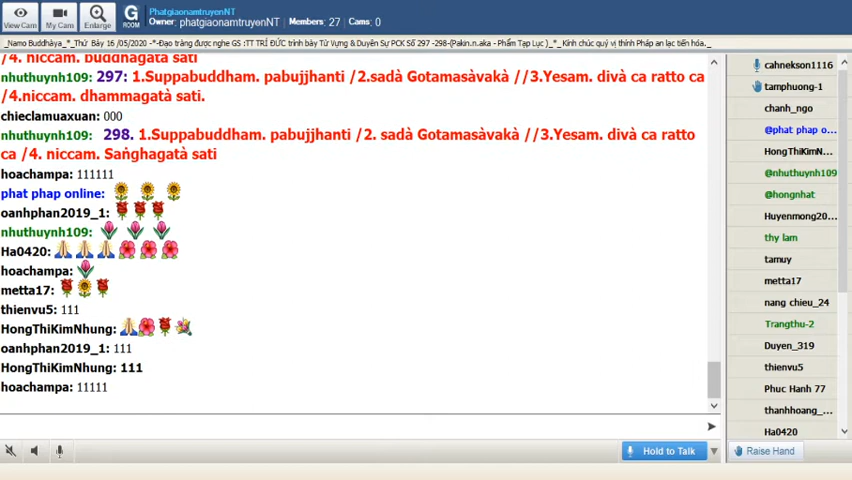 PhatgiaonamtruyenNT
Owner: phatgiaonamtruyenNT Members: 27 Cams: 0
View Cam
My Cam
Enlarge
G
ROOM
_Namo Buddhàya_*_Thứ Bảy 16 /05/2020 -*-Đạo tràng được nghe GS :TT TRÍ ĐỨC trình bày Từ Vựng & Duyên Sự PCK Số 297 -298-(Pakin.n.aka - Phẩm Tạp Lục )_*_ Kính chúc quý vị thính Pháp an lạc tiến hóa._
/4. niccam. buddhagatà sati
nhuthuynh109: 297: 1.Suppabuddham. pabujjhanti /2.sadà Gotamasàvakà //3.Yesam. divà ca ratto ca
/4.niccam. dhammagatà sati.
chieclamuaxuan: 000
nhuthuynh109: 298. 1.Suppabuddham. pabujjhanti /2. sadà Gotamasàvakà //3.Yesam. divà ca ratto
ca /4. niccam. Saṅghagatà sati
hoachampa: 111111
phat phap online:
oanhphan2019_1:
nhuthuynh109:
Ha0420:
hoachampa:
metta17:
thienvu5: 111
HongThiKimNhung:
oanhphan2019_1: 111
HongThiKimNhung: 111
hoachampa: 11111
cahnekson1116
tamphuong-1
chanh_ngo
@phat phap o...
HongThiKimN...
@nhuthuynh109
@hongnhat
Huyenmong20...
thy lam
tamuy
metta17
nang chieu_24
Trangthu-2
Duyen_319
thienvu5
Phuc Hanh 77
thanhhoang_...
Ha0420
Hold to Talk
Raise Hand